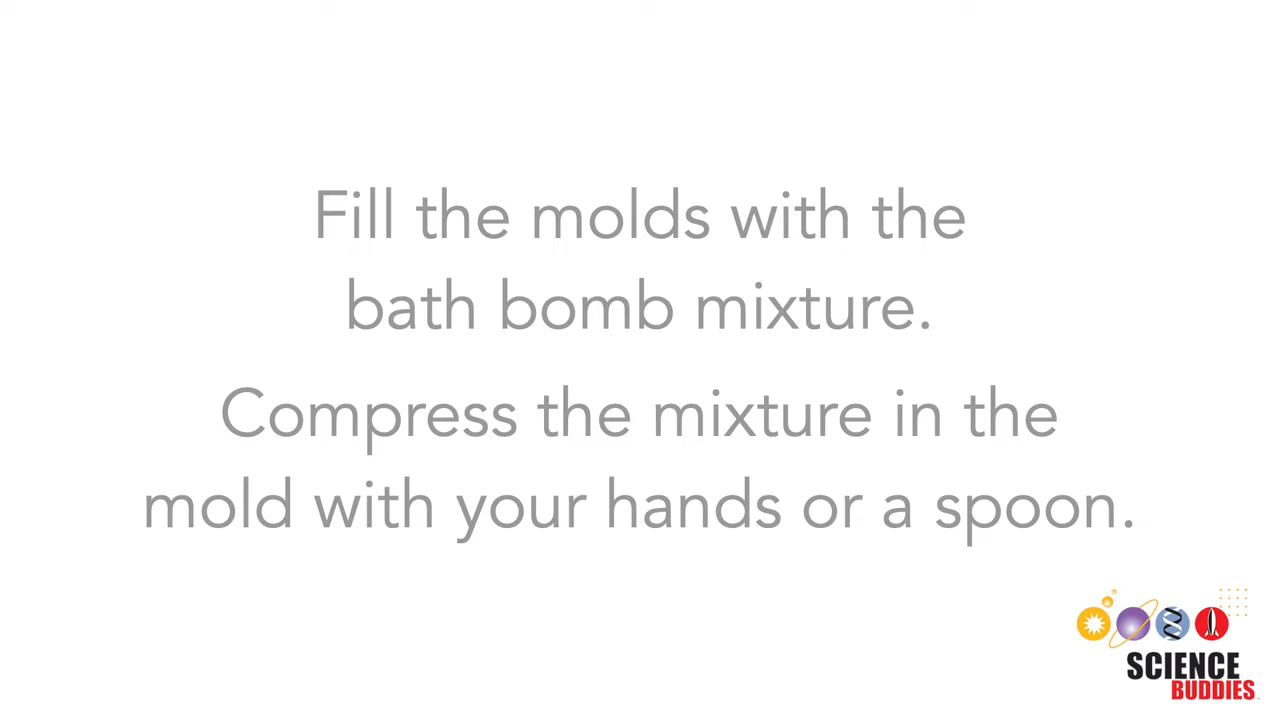 Fill the molds with the
bath bomb mixture.
Compress the mixture in the
mold with your hands or a spoon.
SCIENCE
BUDDIES